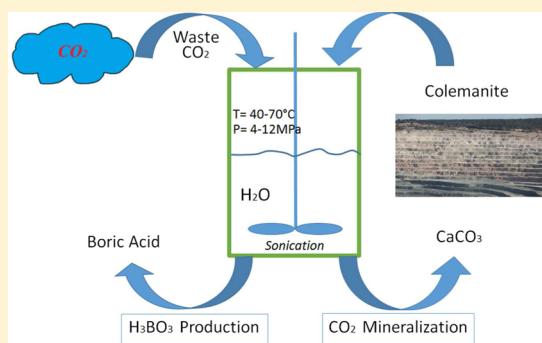 CO₂
Waste
CO₂
Colemanite
T= 40-70°C
P= 4-12MPa
H₂O
Sonication
Boric Acid
CaCO₃
H₃BO₃ Production
CO₂ Mineralization